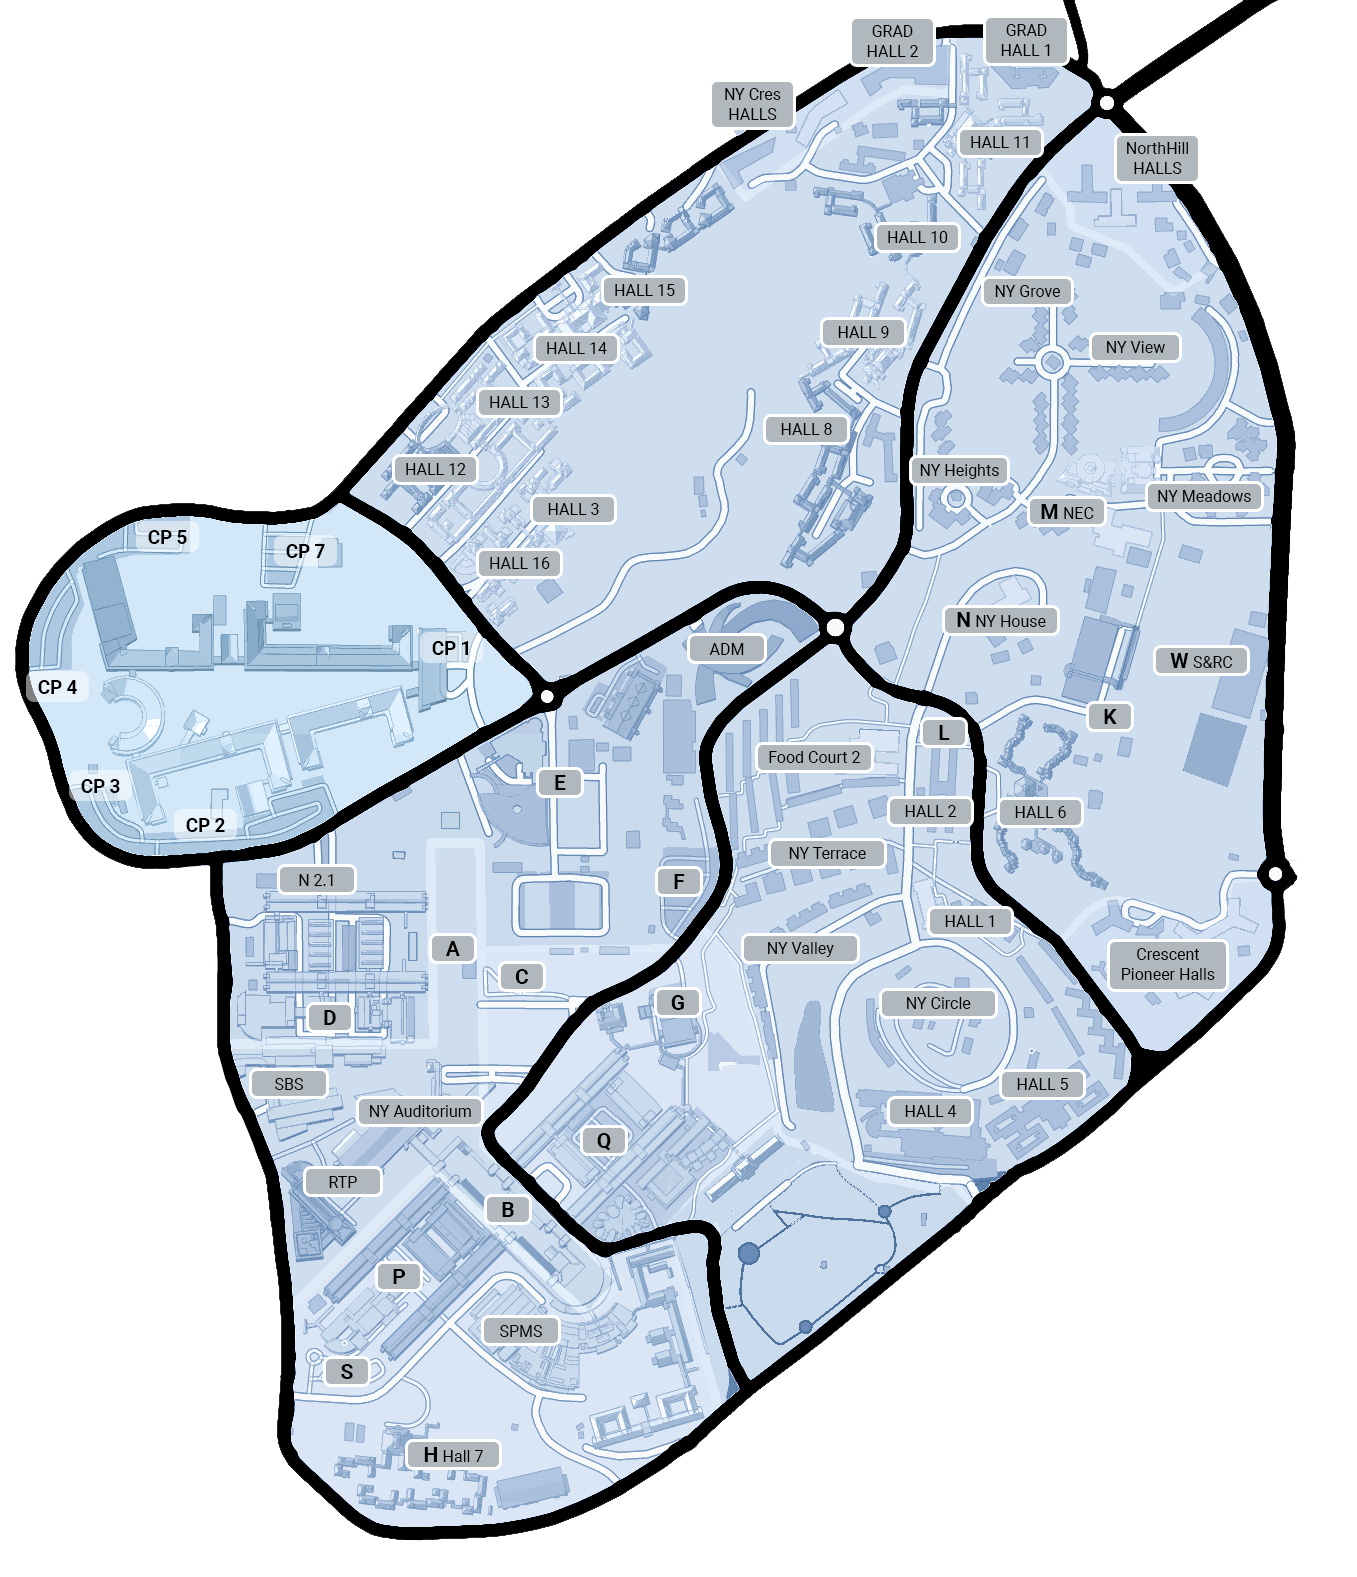 GRAD
HALL 2
GRAD
HALL 1
NY Cres
HALLS
HALL 11
NorthHill
HALLS
HALL 10
HALL 15
NY Grove
HALL 9
HALL 14
NY View
HALL 13
HALL 8
HALL 12
NY Heights
NY Meadows
HALL 3
M NEC
CP 5
CP 7
HALL 16
N NY House
CP 1
ADM
W S&RC
CP 4
K
L
Food Court 2
E
CP 3
HALL 2
HALL 6
CP 2
NY Terrace
N 2.1
F
HALL 1
A
NY Valley
Crescent
Pioneer Halls
C
G
NY Circle
D
SBS
HALL 5
NY Auditorium
HALL 4
Q
RTP
B
P
SPMS
S
H Hall 7